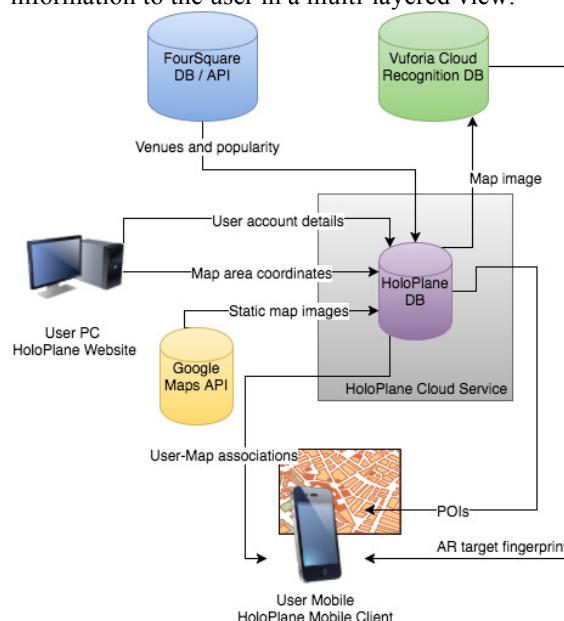 information to the user in a multi-layered view.
FourSquare
DB / API
Vuforia Cloud
Recognition DB
Venues and popularity
Map image
User account details
Map area coordinates
HoloPlane
DB
Static map images
User PC
HoloPlane Website
Google
Maps API
HoloPlane Cloud Service
User-Map associations
POIs
AR target fingerprint
User Mobile
HoloPlane Mobile Client